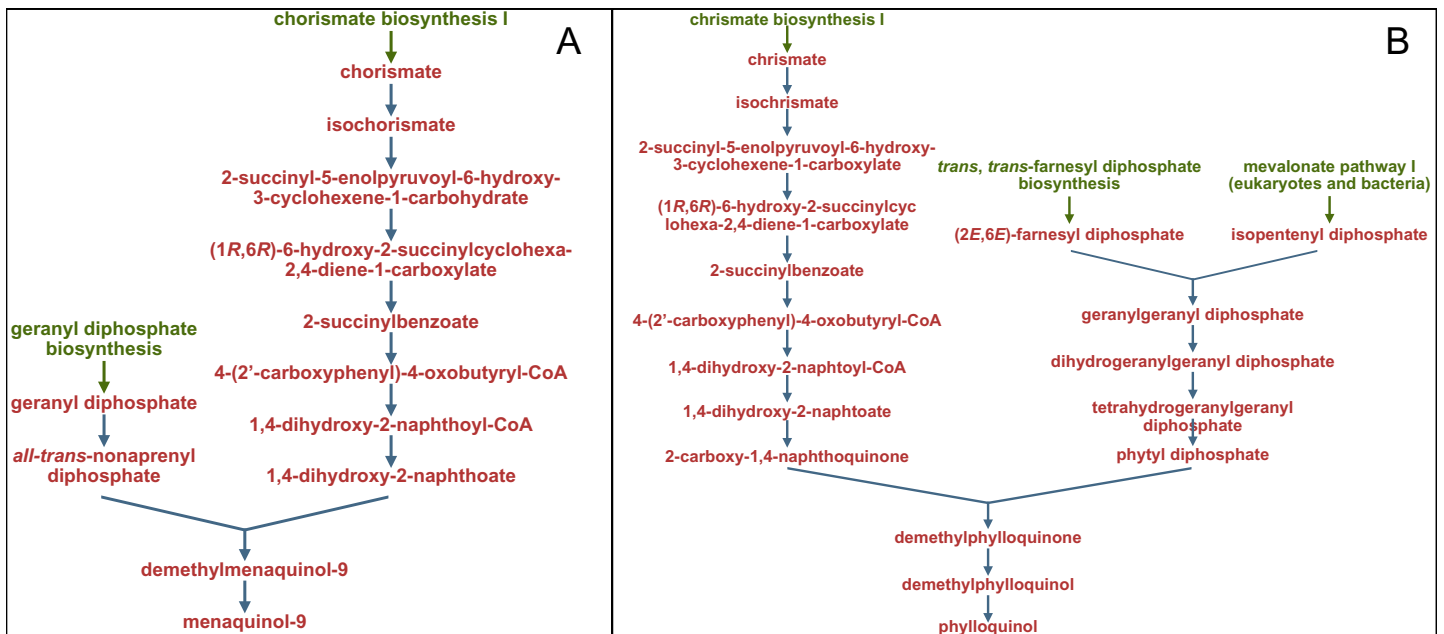 chorismate biosynthesis I
A
chorismate
isochorismate
2-succinyl-5-enolpyruvoyl-6-hydroxy-
3-cyclohexene-1-carbohydrate
(1R,6R)-6-hydroxy-2-succinylcyclohexa-
2,4-diene-1-carboxylate
2-succinylbenzoate
4-(2'-carboxyphenyl)-4-oxobutyryl-CoA
1,4-dihydroxy-2-naphthoyl-CoA
1,4-dihydroxy-2-naphthoate
geranyl diphosphate
biosynthesis
geranyl diphosphate
all-trans-nonaprenyl
diphosphate
demethylmenaquinol-9
menaquinol-9
B
chrismate biosynthesis I
chrismate
isochrismate
2-succinyl-5-enolpyruvoyl-6-hydroxy-
3-cyclohexene-1-carboxylate
(1R,6R)-6-hydroxy-2-succinylcyc
lohexa-2,4-diene-1-carboxylate
2-succinylbenzoate
4-(2'-carboxyphenyl)-4-oxobutyryl-CoA
1,4-dihydroxy-2-naphtoyl-CoA
1,4-dihydroxy-2-naphtoate
2-carboxy-1,4-naphthoquinone
trans, trans-farnesyl diphosphate
biosynthesis
(2E,6E)-farnesyl diphosphate
mevalonate pathway I
(eukaryotes and bacteria)
isopentenyl diphosphate
geranylgeranyl diphosphate
dihydrogeranylgeranyl diphosphate
tetrahydrogeranylgeranyl
diphosphate
phytyl diphosphate
demethylphylloquinone
demethylphylloquinol
phylloquinol